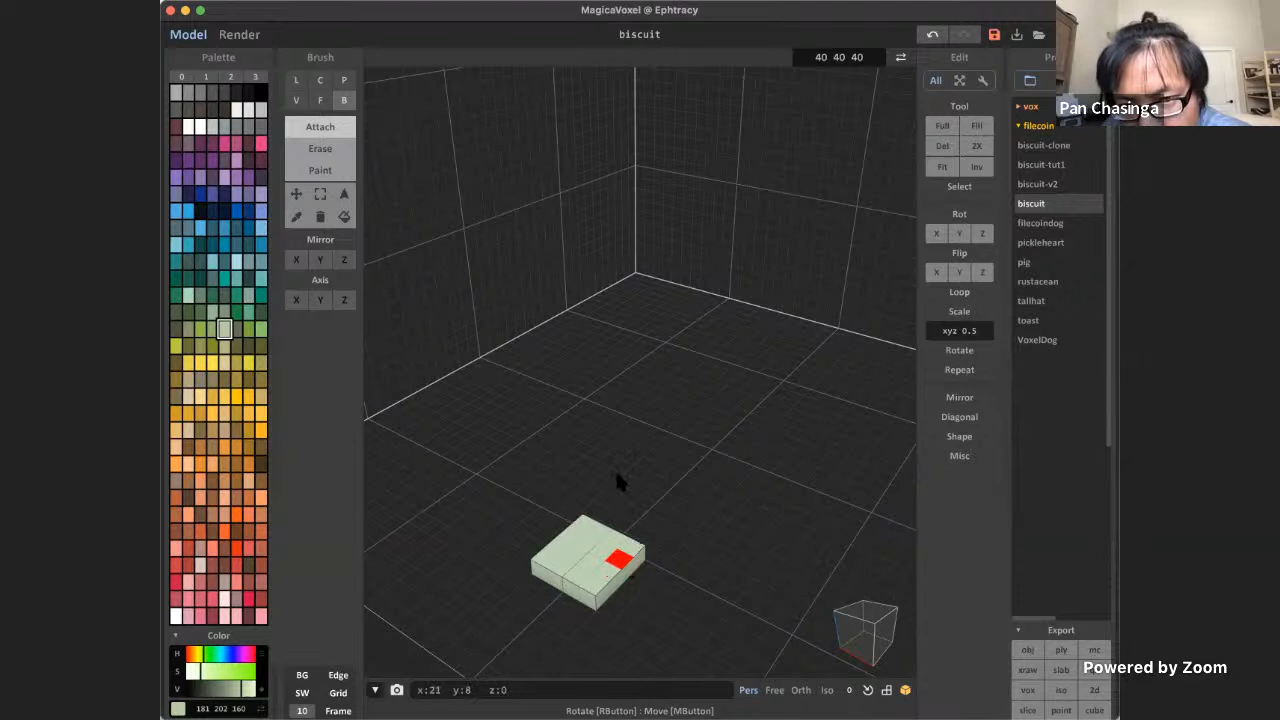 MagicaVoxel @ Ephtracy
Model Render
biscuit
Palette
0 1 2 3
Color
H
S
V
181 202 160
Brush
L C P
V F B
Attach
Erase
Paint
Mirror
X Y Z
Axis
X Y Z
BG Edge
SW Grid
10 Frame
40 40 40
x:21 y:8 z:0
Pers Free Orth Iso 0
Rotate [RButton] : Move [MButton]
Edit
All
Tool
Full Fill
Del 2X
Fit Inv
Select
Rot
X Y Z
Flip
X Y Z
Loop
Scale
xyz 0.5
Rotate
Repeat
Mirror
Diagonal
Shape
Misc
vox
filecoin
biscuit-clone
biscuit-tut1
biscuit-v2
biscuit
filecoindog
pickleheart
pig
rustacean
tallhat
toast
VoxelDog
Export
obj ply mc
xraw slab
vox iso 2d
slice point cube
Pan Chasinga
Powered by Zoom